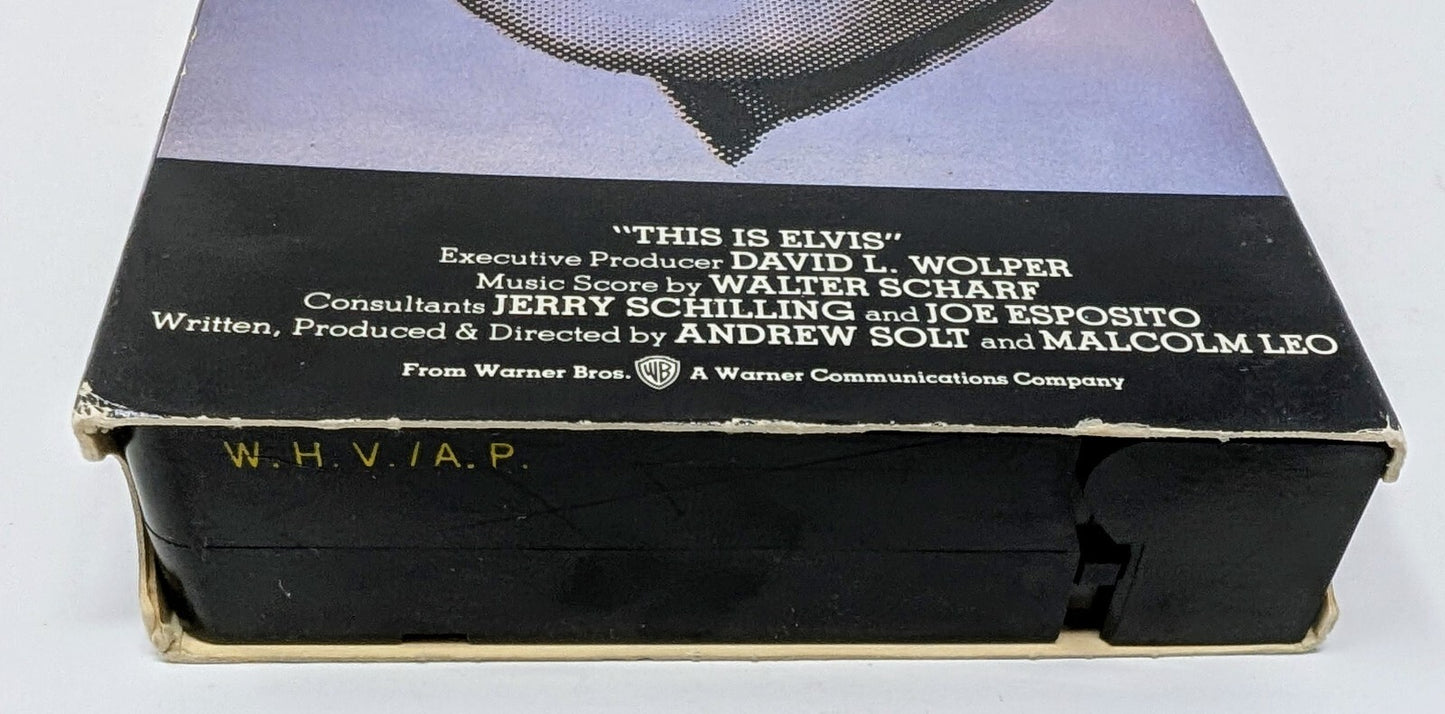 "THIS IS ELVIS"
Executive Producer DAVID L. WOLPER
Music Score by WALTER SCHARF
Consultants JERRY SCHILLING and JOE ESPOSITO
Written, Produced & Directed by ANDREW SOLT and MALCOLM LEO
From Warner Bros. WB A Warner Communications Company
W.H.V./A.P.